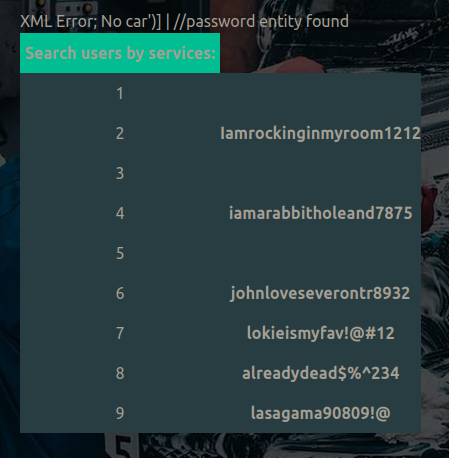 XML Error; No car')] | //password entity found
Search users by services:
1
2 Iamrockinginmyroom1212
3
4 iamarabbitholeand7875
5
6 johnloveseverontr8932
7 lokieismyfav!@#12
8 alreadydead$%^234
9 lasagama90809!@